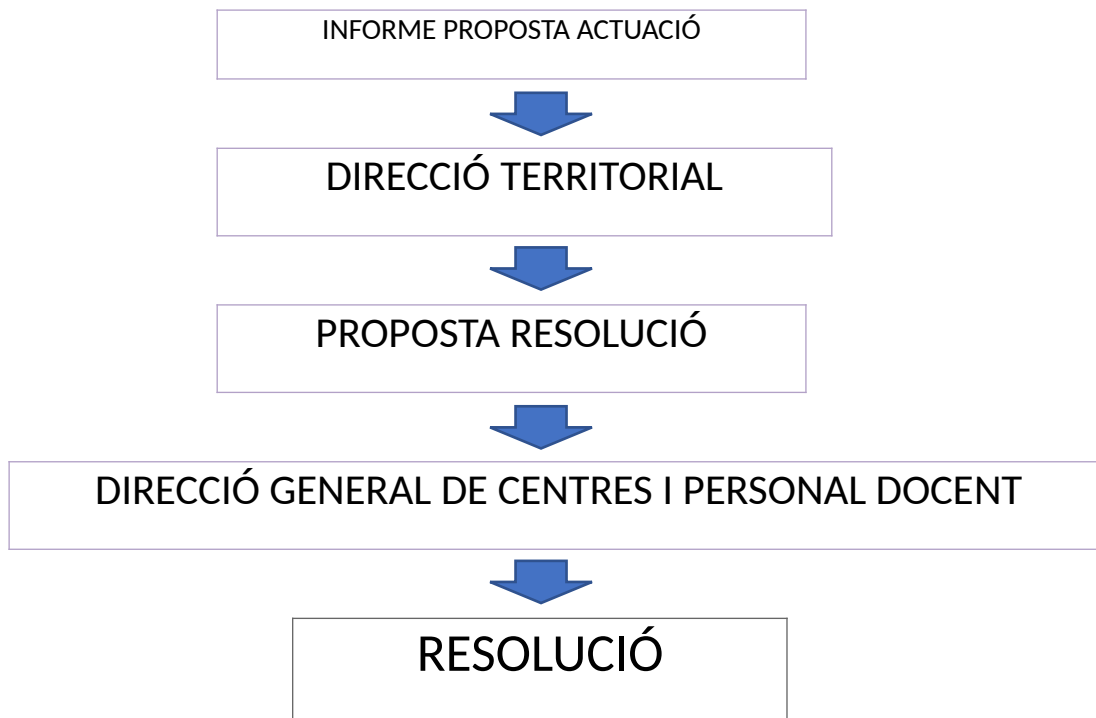 INFORME PROPOSTA ACTUACIÓ
DIRECCIÓ TERRITORIAL
PROPOSTA RESOLUCIÓ
DIRECCIÓ GENERAL DE CENTRES I PERSONAL DOCENT
RESOLUCIÓ